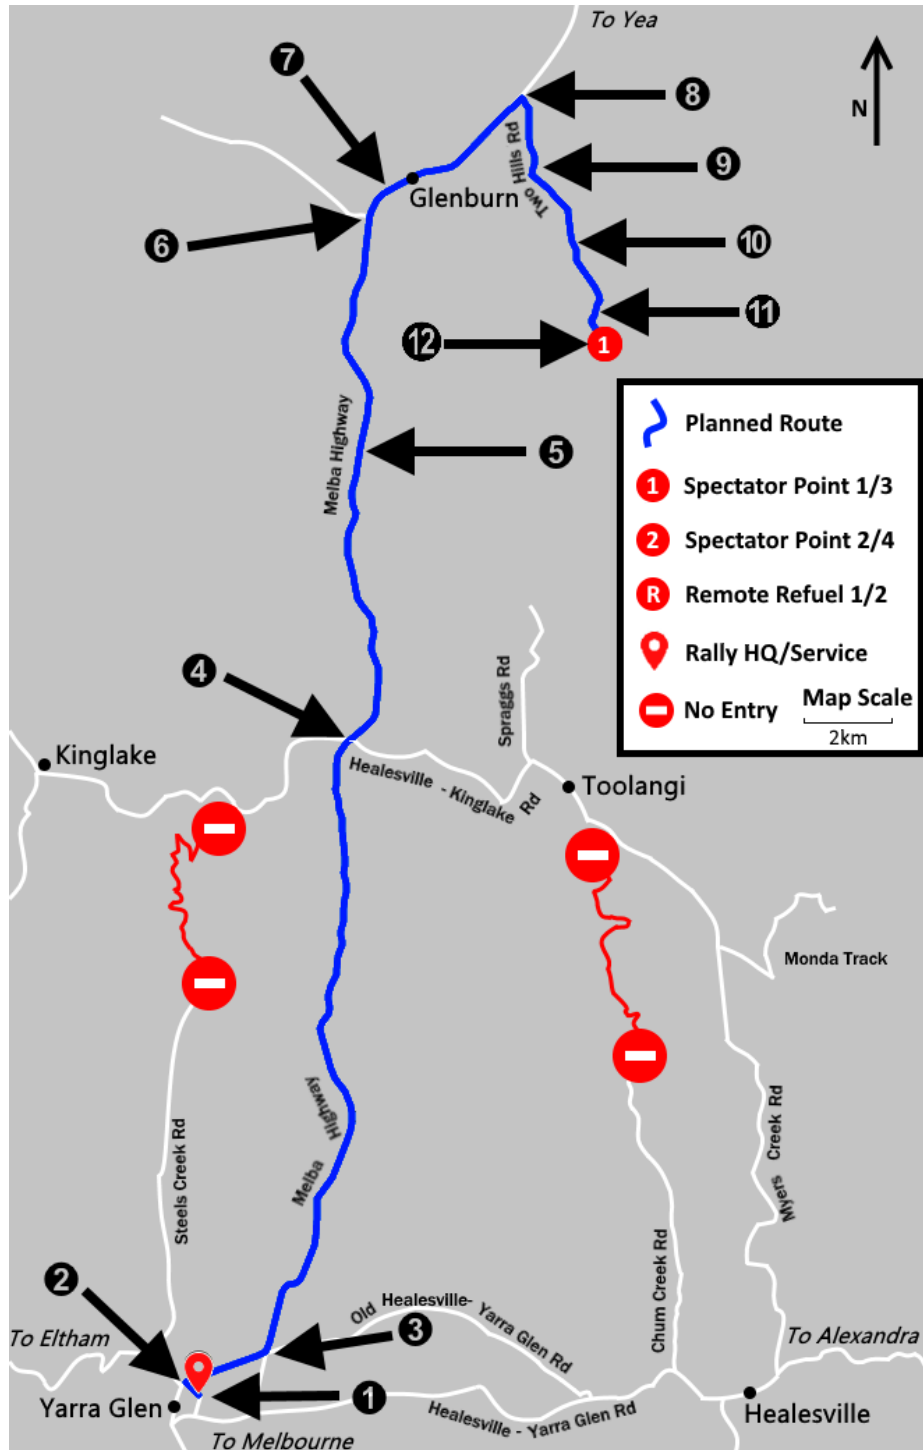 To Yea
7
8
N
Two Hills Rd
9
Glenburn
6
10
11
12
1
Planned Route
1 Spectator Point 1/3
2 Spectator Point 2/4
R Remote Refuel 1/2
Rally HQ/Service
No Entry
Map Scale
2km
Melba Highway
5
4
Spraggs Rd
Kinglake
Healesville - Kinglake Rd
Toolangi
Monda Track
Melba Highway
Steels Creek Rd
Myers Creek Rd
Chum Creek Rd
2
Old Healesville- Yarra Glen Rd
3
To Eltham
To Alexandra
1
Yarra Glen
Healesville - Yarra Glen Rd
Healesville
To Melbourne